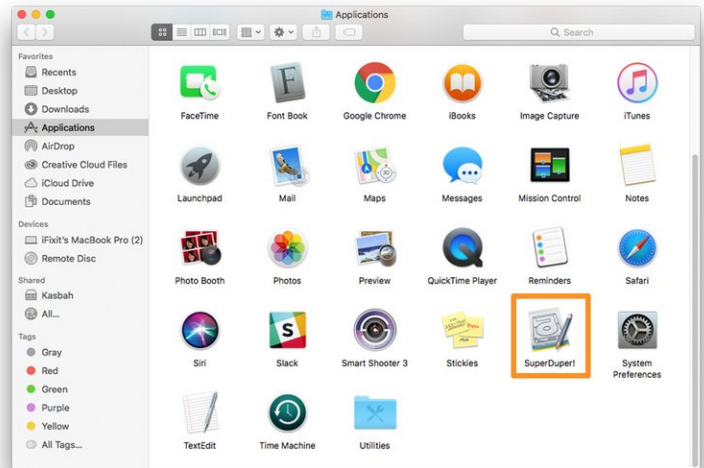 Applications
Search
Favorites
Recents
Desktop
Downloads
Applications
AirDrop
Creative Cloud Files
iCloud Drive
Documents
Devices
iFixit's MacBook Pro (2)
Remote Disc
Shared
Kasbah
All...
Tags
Gray
Red
Green
Purple
Yellow
All Tags...
FaceTime
Font Book
Google Chrome
iBooks
Image Capture
iTunes
Launchpad
Mail
Maps
Messages
Mission Control
Notes
Photo Booth
Photos
Preview
QuickTime Player
Reminders
Safari
Siri
Slack
Smart Shooter 3
Stickies
SuperDuper!
System
Preferences
TextEdit
Time Machine
Utilities